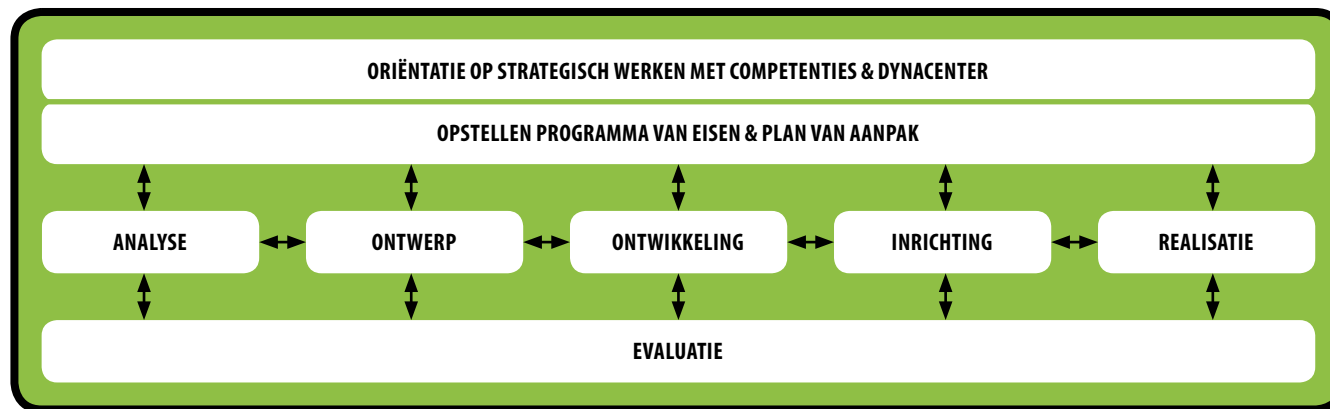 ORIËNTATIE OP STRATEGISCH WERKEN MET COMPETENTIES & DYNACENTER
OPSTELLEN PROGRAMMA VAN EISEN & PLAN VAN AANPAK
ANALYSE
ONTWERP
ONTWIKKELING
INRICHTING
REALISATIE
EVALUATIE